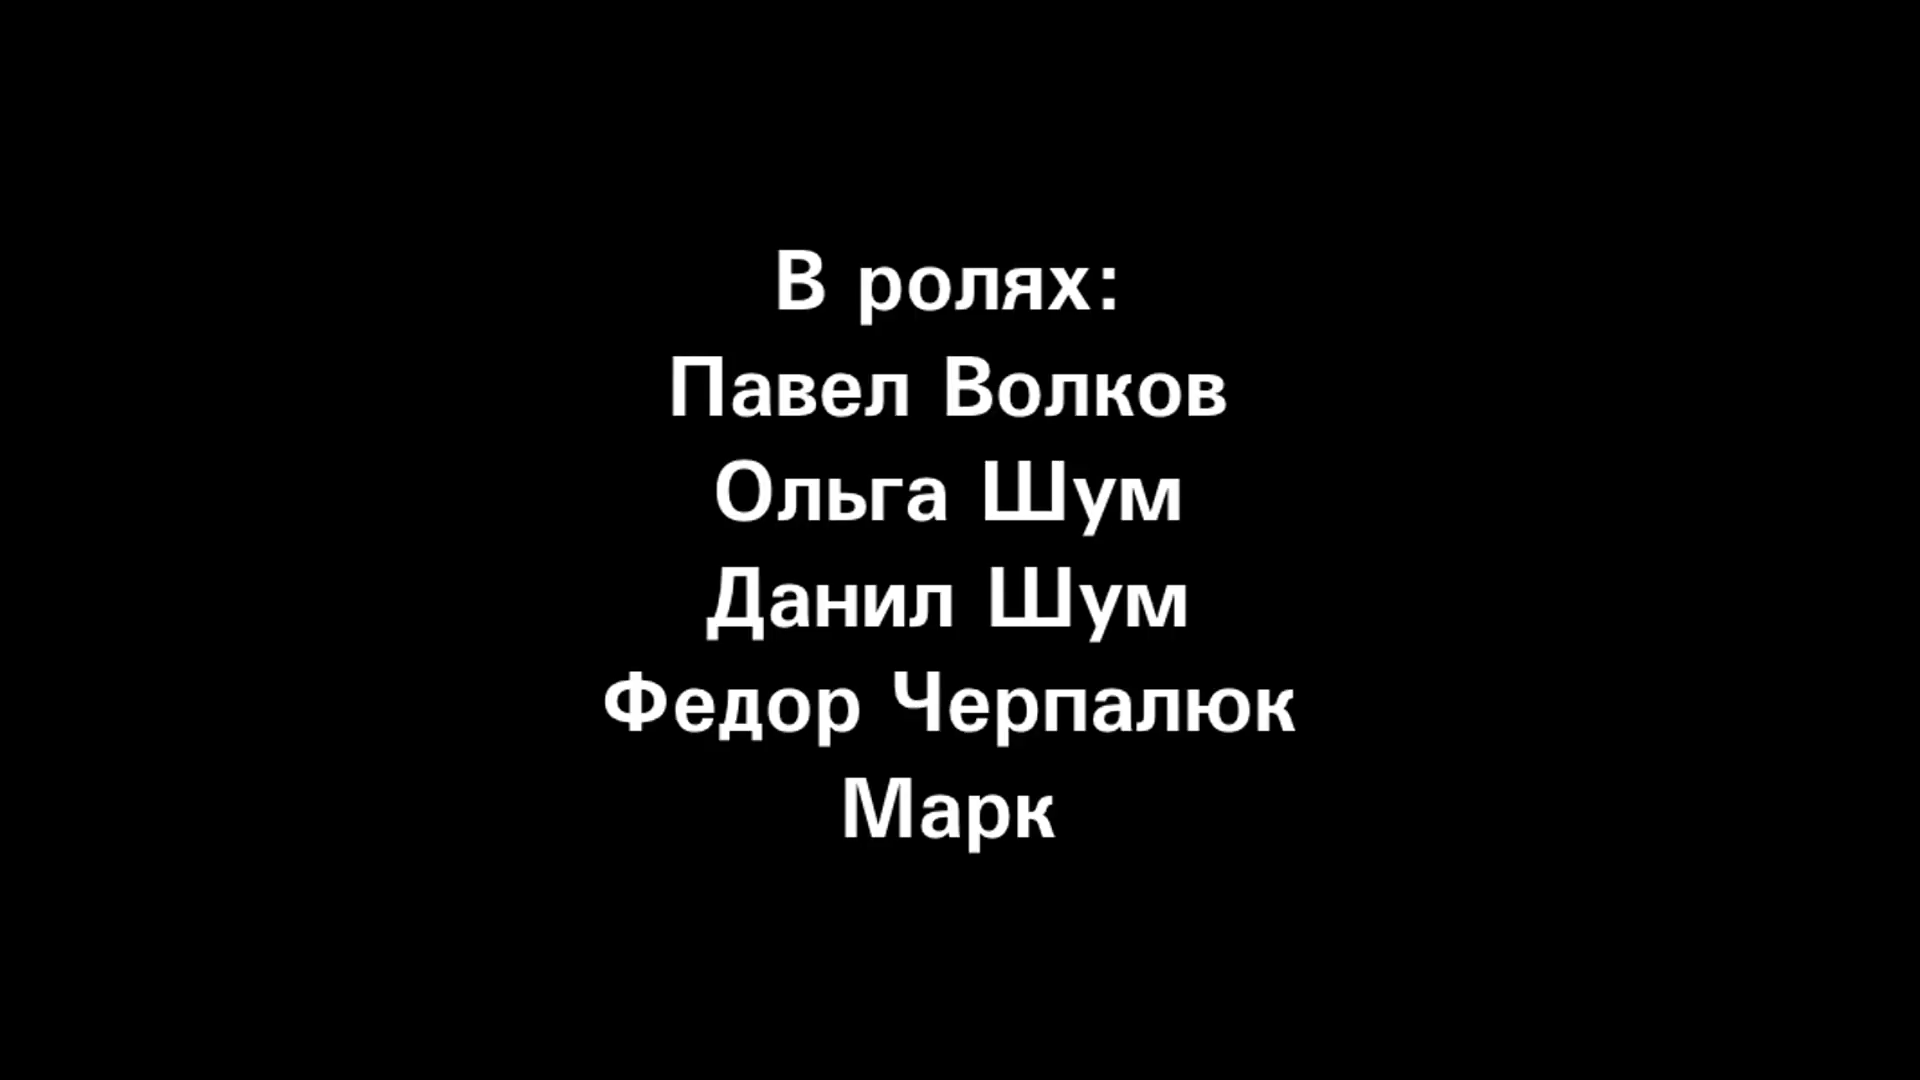 В ролях:
Павел Волков
Ольга Шум
Данил Шум
Федор Черпалюк
Марк